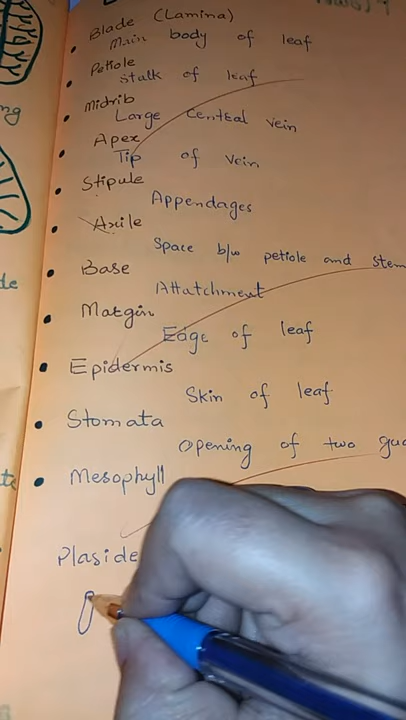 Blade (Lamina)
Main body of leaf
Petiole
Stalk of leaf
Midrib
Large central vein
Apex
Tip of vein
Stipule
Appendages
Axile
Space b/w petiole and stem
Base
Attatchment
Margin
Edge of leaf
Epidermis
Skin of leaf
Stomata
Opening of two
Mesophyll
Plaside